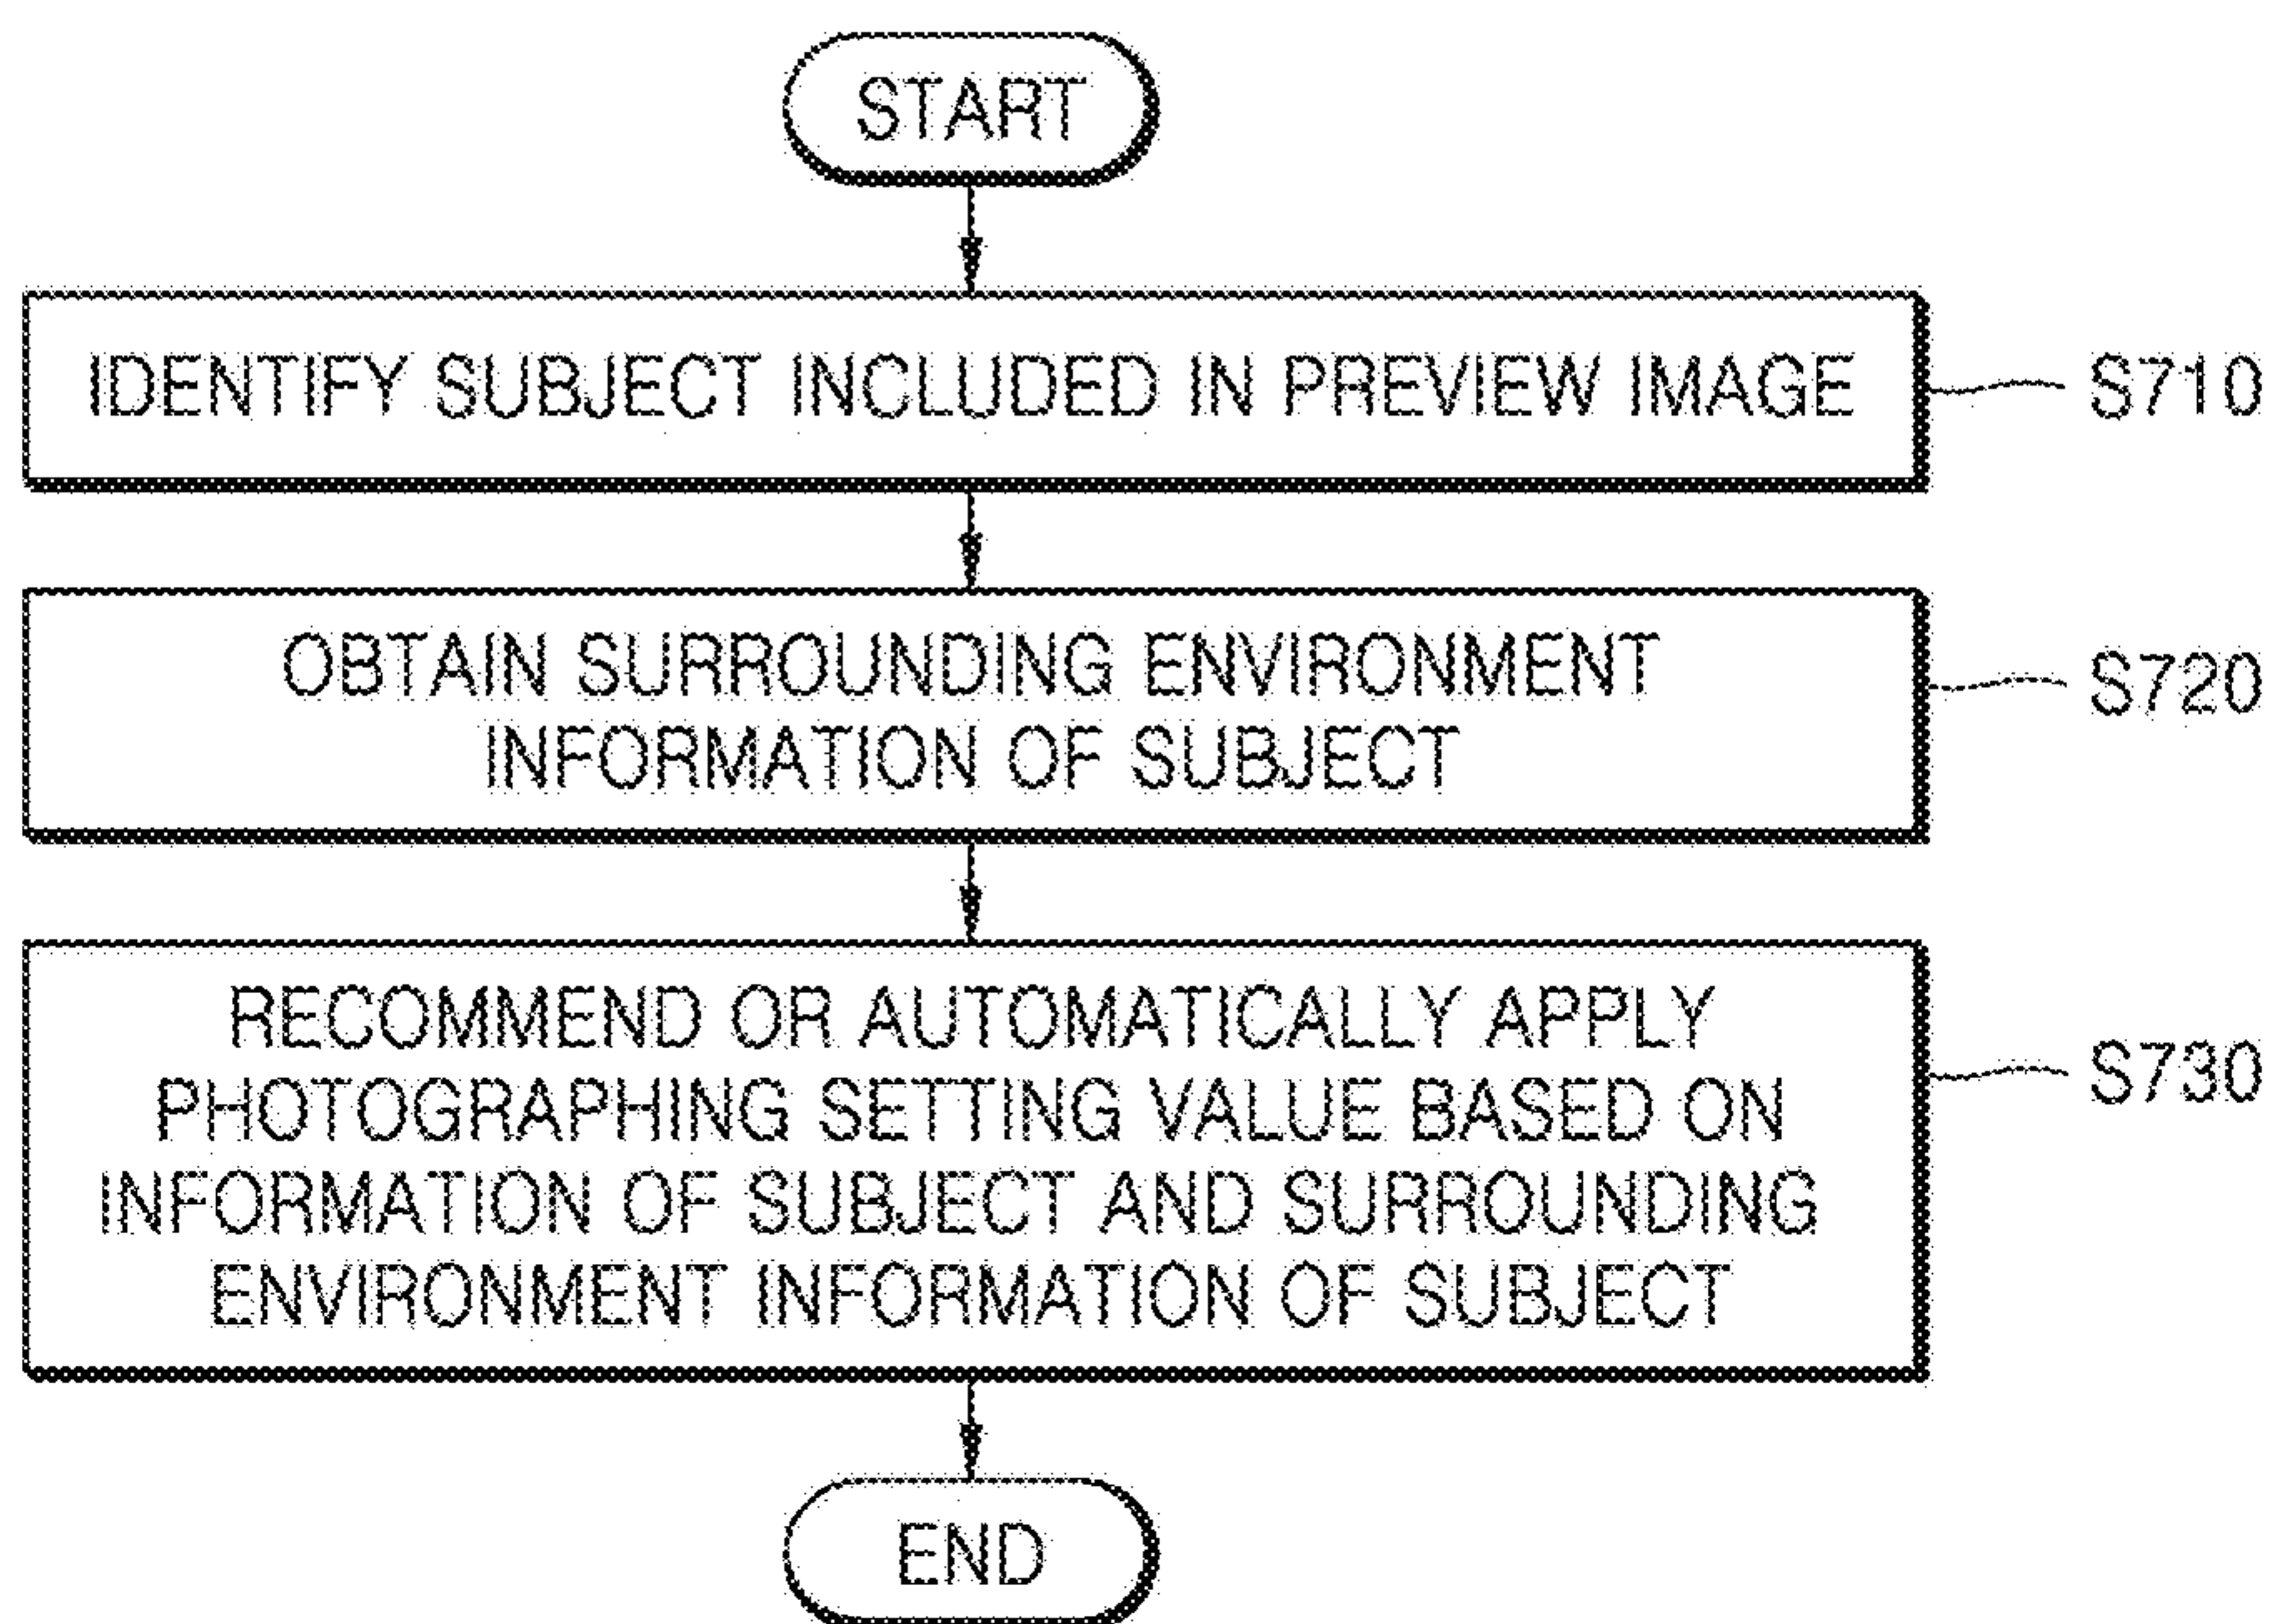 START
IDENTIFY SUBJECT INCLUDED IN PREVIEW IMAGE
S710
OBTAIN SURROUNDING ENVIRONMENT
INFORMATION OF SUBJECT
S720
RECOMMEND OR AUTOMATICALLY APPLY
PHOTOGRAPHING SETTING VALUE BASED ON
INFORMATION OF SUBJECT AND SURROUNDING
ENVIRONMENT INFORMATION OF SUBJECT
S730
END